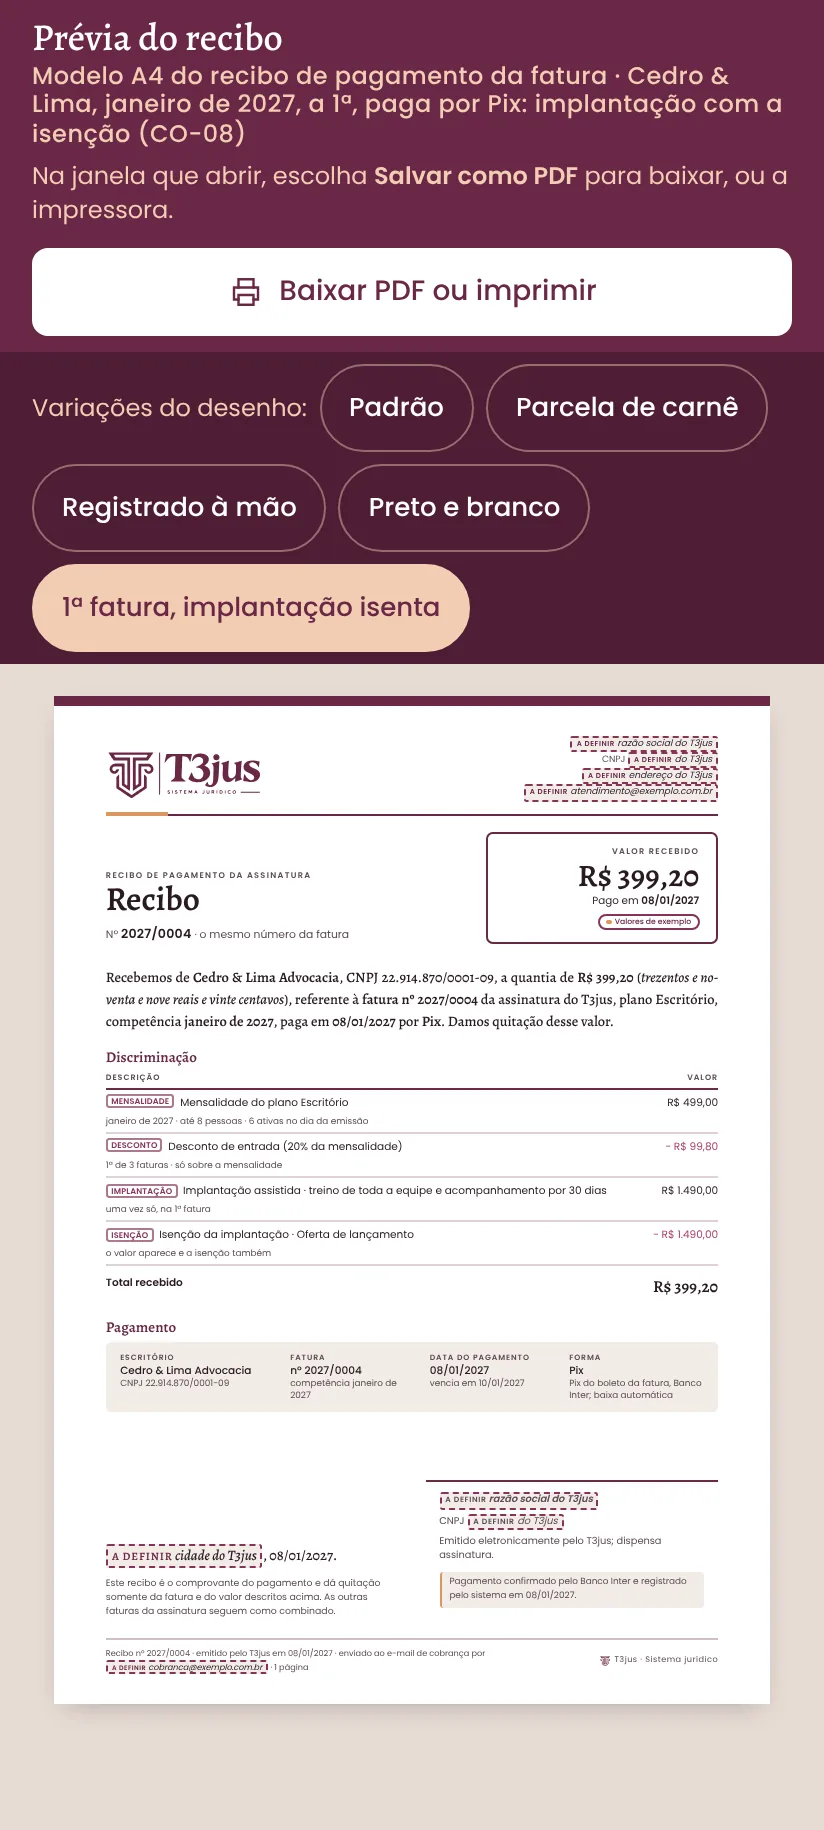 Prévia do recibo
Modelo A4 do recibo de pagamento da fatura · Cedro &
Lima, janeiro de 2027, a 1ª, paga por Pix: implantação com a
isenção (CO-08)
Na janela que abrir, escolha Salvar como PDF para baixar, ou a
impressora.
Baixar PDF ou imprimir
Variações do desenho:
Padrão
Parcela de carnê
Registrado à mão
Preto e branco
1ª fatura, implantação isenta
T3jus
SISTEMA JURÍDICO
A DEFINIR razão social do T3jus
CNPJ A DEFINIR do T3jus
A DEFINIR endereço do T3jus
A DEFINIR atendimento@exemplo.com.br
RECIBO DE PAGAMENTO DA ASSINATURA
Recibo
Nº 2027/0004 · o mesmo número da fatura
VALOR RECEBIDO
R$ 399,20
Pago em 08/01/2027
Valores de exemplo
Recebemos de Cedro & Lima Advocacia, CNPJ 22.914.870/0001-09, a quantia de R$ 399,20 (trezentos e no-
venta e nove reais e vinte centavos), referente à fatura nº 2027/0004 da assinatura do T3jus, plano Escritório,
competência janeiro de 2027, paga em 08/01/2027 por Pix. Damos quitação desse valor.
Discriminação
DESCRIÇÃO VALOR
MENSALIDADE Mensalidade do plano Escritório R$ 499,00
janeiro de 2027 · até 8 pessoas · 6 ativas no dia da emissão
DESCONTO Desconto de entrada (20% da mensalidade) - R$ 99,80
1ª de 3 faturas · só sobre a mensalidade
IMPLANTAÇÃO Implantação assistida · treino de toda a equipe e acompanhamento por 30 dias R$ 1.490,00
uma vez só, na 1ª fatura
ISENÇÃO Isenção da implantação · Oferta de lançamento - R$ 1.490,00
o valor aparece e a isenção também
Total recebido R$ 399,20
Pagamento
ESCRITÓRIO
Cedro & Lima Advocacia
CNPJ 22.914.870/0001-09
FATURA
nº 2027/0004
competência janeiro de
2027
DATA DO PAGAMENTO
08/01/2027
vencia em 10/01/2027
FORMA
Pix
Pix do boleto da fatura, Banco
Inter; baixa automática
A DEFINIR cidade do T3jus, 08/01/2027.
Este recibo é o comprovante do pagamento e dá quitação
somente da fatura e do valor descritos acima. As outras
faturas da assinatura seguem como combinado.
A DEFINIR razão social do T3jus
CNPJ A DEFINIR do T3jus
Emitido eletronicamente pelo T3jus; dispensa
assinatura.
Pagamento confirmado pelo Banco Inter e registrado
pelo sistema em 08/01/2027.
Recibo nº 2027/0004 · emitido pelo T3jus em 08/01/2027 · enviado ao e-mail de cobrança por
A DEFINIR cobranca@exemplo.com.br · 1 página
T3jus · Sistema jurídico